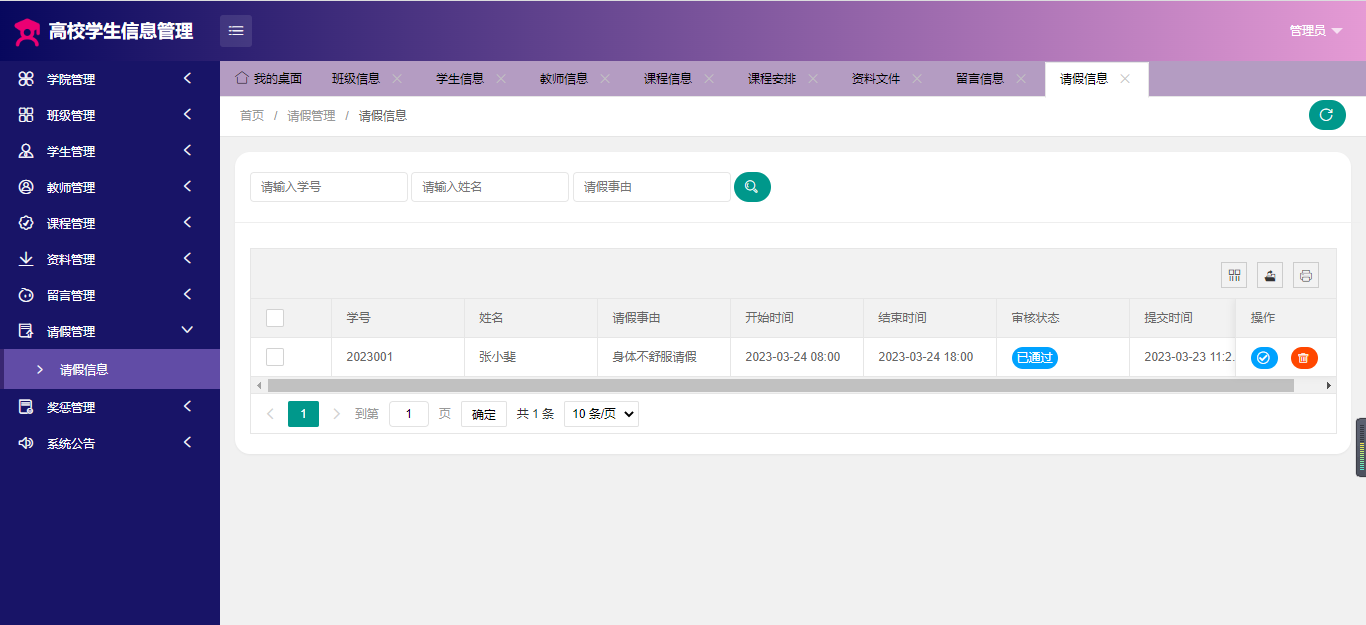 高校学生信息管理
管理员
学院管理
班级管理
学生管理
教师管理
课程管理
资料管理
留言管理
请假管理
请假信息
奖惩管理
系统公告
我的桌面 班级信息 学生信息 教师信息 课程信息 课程安排 资料文件 留言信息 请假信息
首页 / 请假管理 / 请假信息
请输入学号 请输入姓名 请假事由
学号 姓名 请假事由 开始时间 结束时间 审核状态 提交时间 操作
2023001 张小斐 身体不舒服请假 2023-03-24 08:00 2023-03-24 18:00 已通过 2023-03-23 11:2...
1 到第 1 页 确定 共 1 条 10 条/页